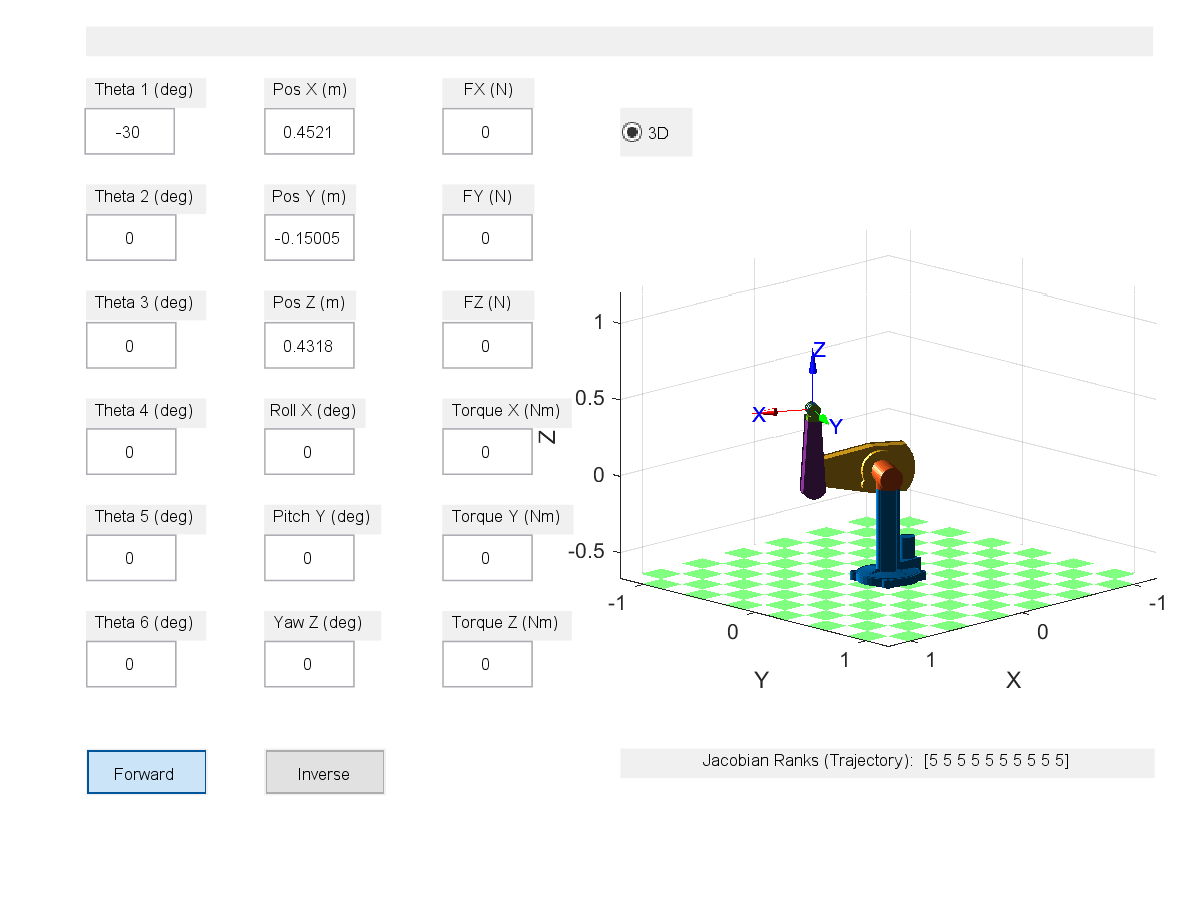 Theta 1 (deg) Pos X (m) FX (N)
-30 0.4521 0 3D
Theta 2 (deg) Pos Y (m) FY (N)
0 -0.15005 0
Theta 3 (deg) Pos Z (m) FZ (N)
0 0.4318 0
Theta 4 (deg) Roll X (deg) Torque X (Nm)
0 0 0
Theta 5 (deg) Pitch Y (deg) Torque Y (Nm)
0 0 0
Theta 6 (deg) Yaw Z (deg) Torque Z (Nm)
0 0 0
Forward Inverse
1
0.5
0
-0.5
Z
Z
X
Y
-1 0 1
Y
1 0 -1
X
Jacobian Ranks (Trajectory): [5 5 5 5 5 5 5 5 5 5]